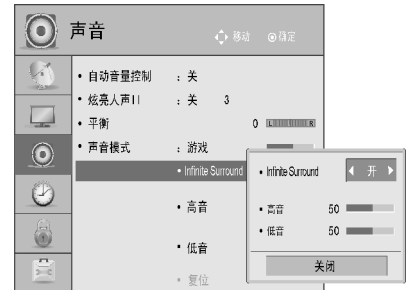 声音
移动 确定
• 自动音量控制 : 关
• 炫亮人声II : 关 3
• 平衡 0 L R
• 声音模式 : 游戏
• Infinite Surround
• 高音
• 低音
• 复位
• Infinite Surround 开
• 高音 50
• 低音 50
关闭